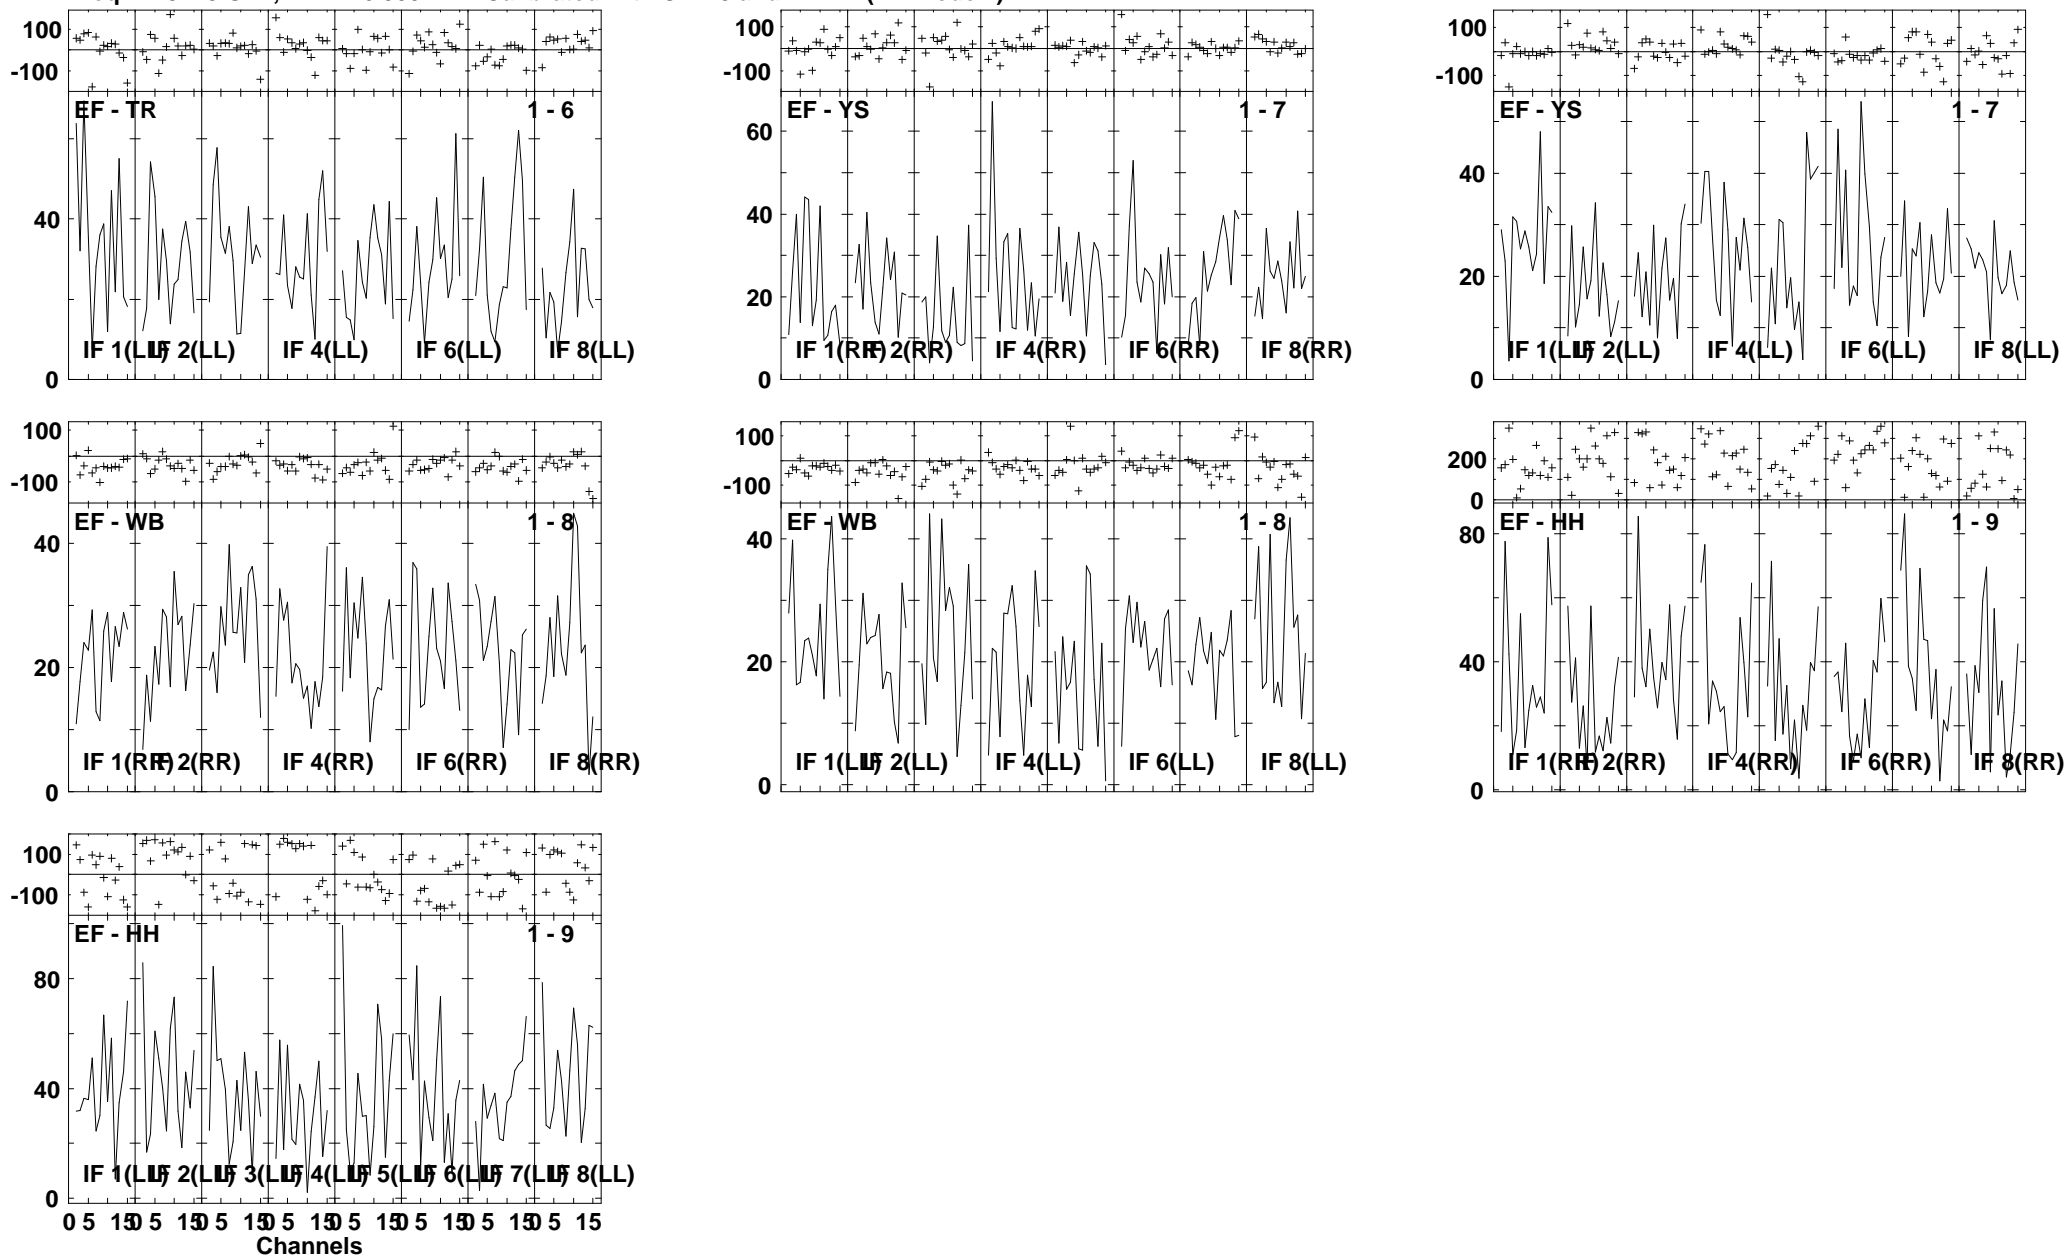 100
-100
EF - TR 1 - 6
40
0
IF 1(LL) IF 2(LL) IF 4(LL) IF 6(LL) IF 8(LL)
100
-100
EF - YS 1 - 7
60
40
20
0
IF 1(RR) IF 2(RR) IF 4(RR) IF 6(RR) IF 8(RR)
100
-100
EF - YS 1 - 7
40
20
0
IF 1(LL) IF 2(LL) IF 4(LL) IF 6(LL) IF 8(LL)
100
-100
EF - WB 1 - 8
40
20
0
IF 1(RR) IF 2(RR) IF 4(RR) IF 6(RR) IF 8(RR)
100
-100
EF - WB 1 - 8
40
20
0
IF 1(LL) IF 2(LL) IF 4(LL) IF 6(LL) IF 8(LL)
200
0
EF - HH 1 - 9
80
40
0
IF 1(RR) IF 2(RR) IF 4(RR) IF 6(RR) IF 8(RR)
100
-100
EF - HH 1 - 9
80
40
0
IF 1(LL) IF 2(LL) IF 3(LL) IF 4(LL) IF 5(LL) IF 6(LL) IF 7(LL) IF 8(LL)
0 5 15 0 5 15 0 5 15 0 5 15 0 5 15 0 5 15 0 5 15 0 5 15
Channels